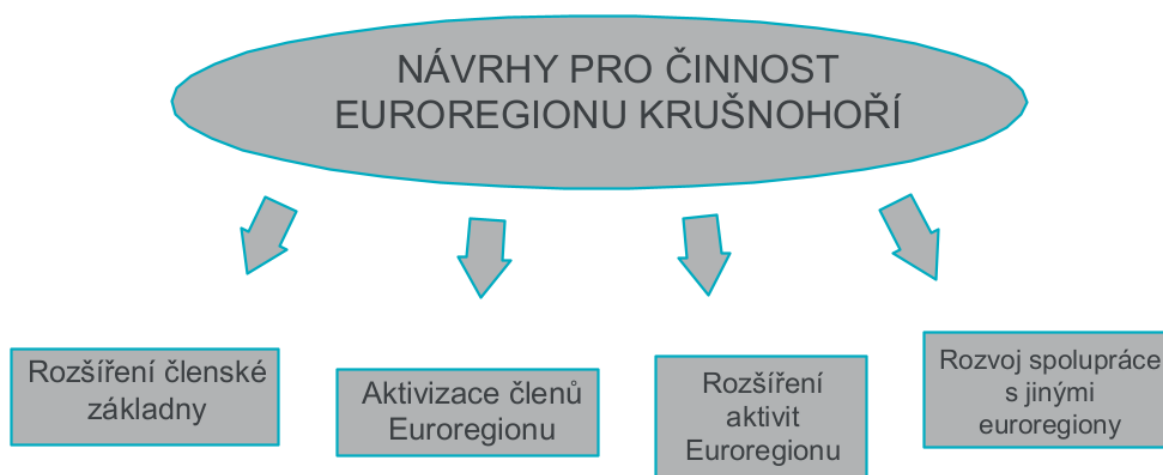 NÁVRHY PRO ČINNOST
EUROREGIONU KRUŠNOHOŘÍ
Rozšíření členské
základny
Aktivizace členů
Euroregionu
Rozšíření
aktivit
Euroregionu
Rozvoj spolupráce
s jinými
euroregiony